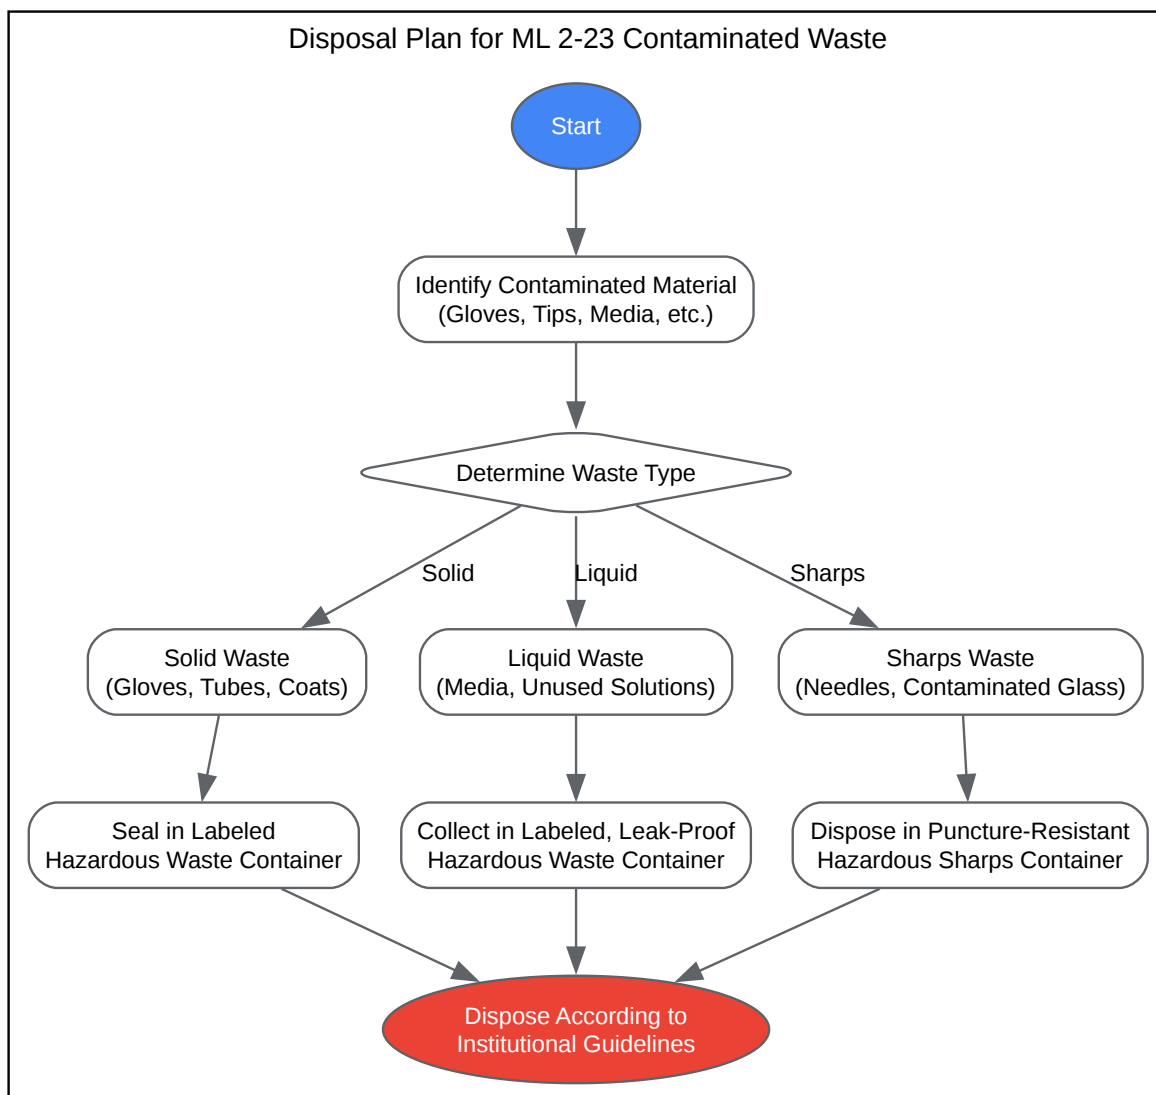 Disposal Plan for ML 2-23 Contaminated Waste
Start
Identify Contaminated Material
(Gloves, Tips, Media, etc.)
Determine Waste Type
Solid
Liquid
Sharps
Solid Waste
(Gloves, Tubes, Coats)
Liquid Waste
(Media, Unused Solutions)
Sharps Waste
(Needles, Contaminated Glass)
Seal in Labeled
Hazardous Waste Container
Collect in Labeled, Leak-Proof
Hazardous Waste Container
Dispose in Puncture-Resistant
Hazardous Sharps Container
Dispose According to
Institutional Guidelines